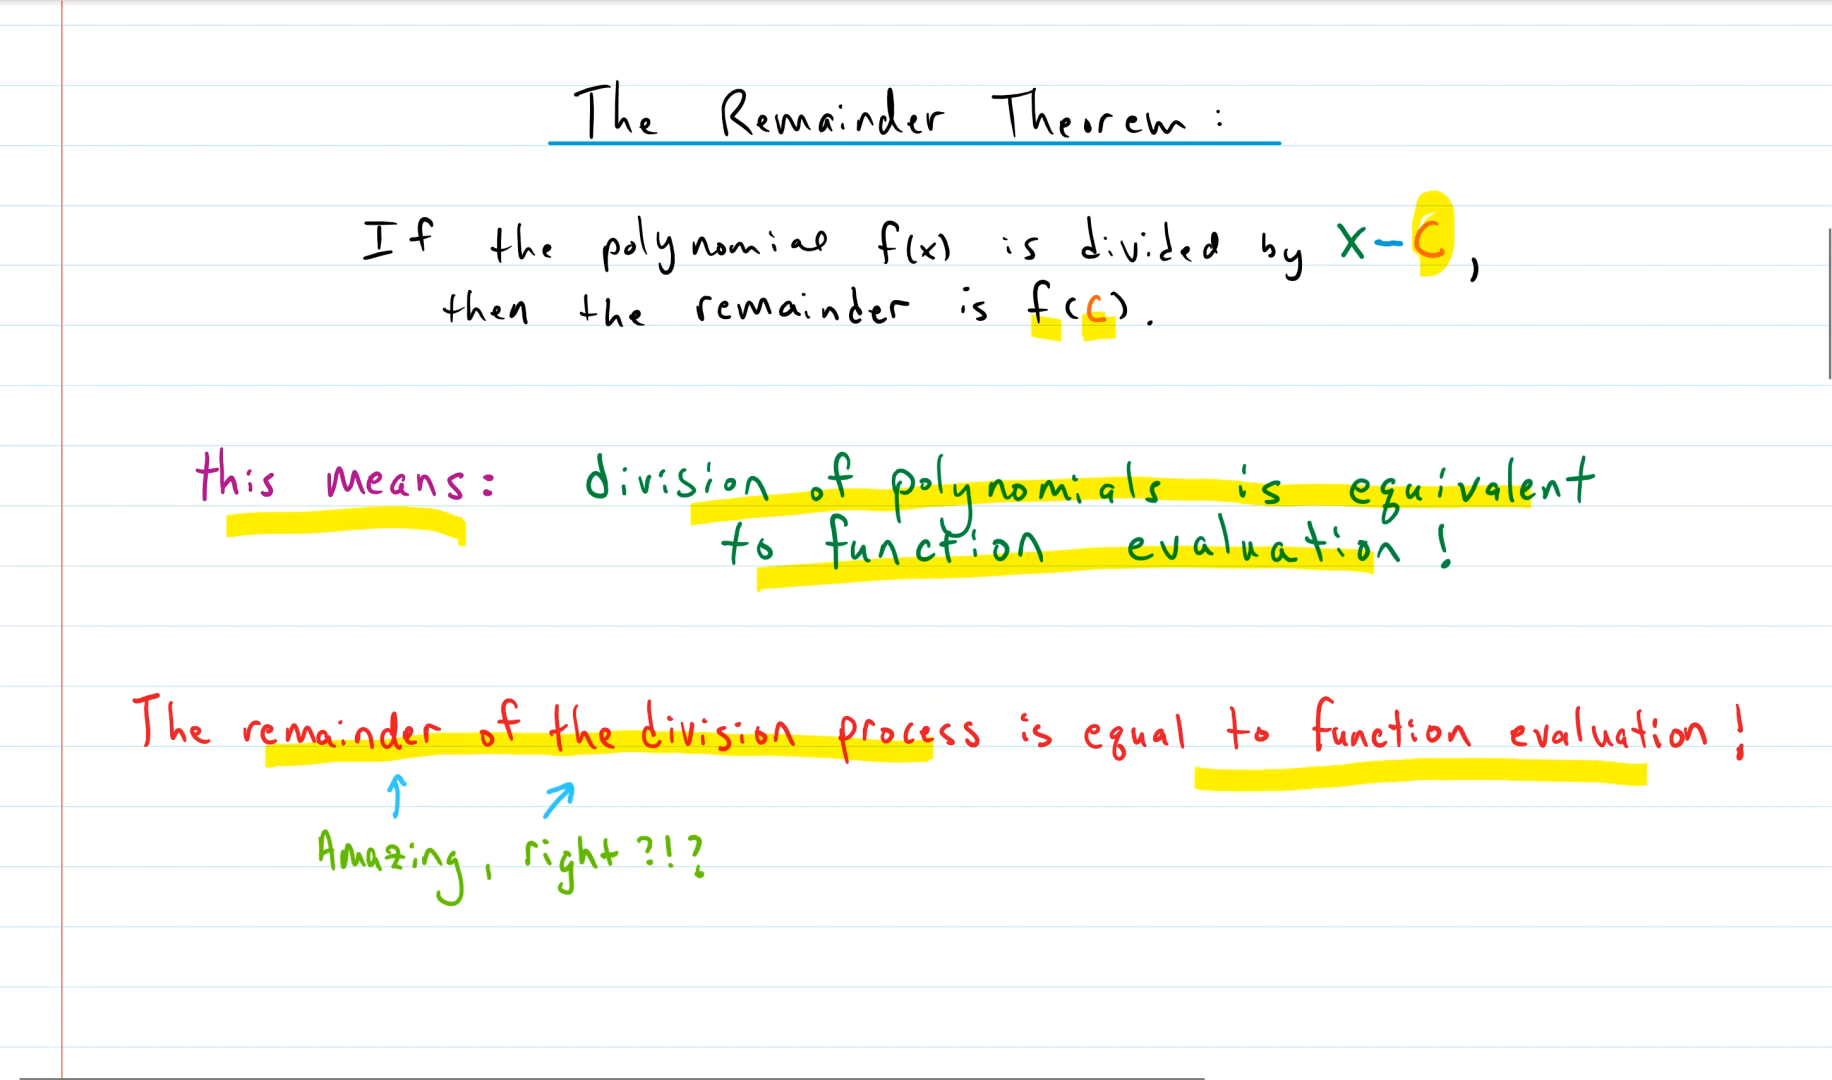 The Remainder Theorem:
If the polynomial f(x) is divided by X-C,
then the remainder is f(c).
this means: division of polynomials is equivalent
to function evaluation!
The remainder of the division process is equal to function evaluation!
Amazing, right?!?